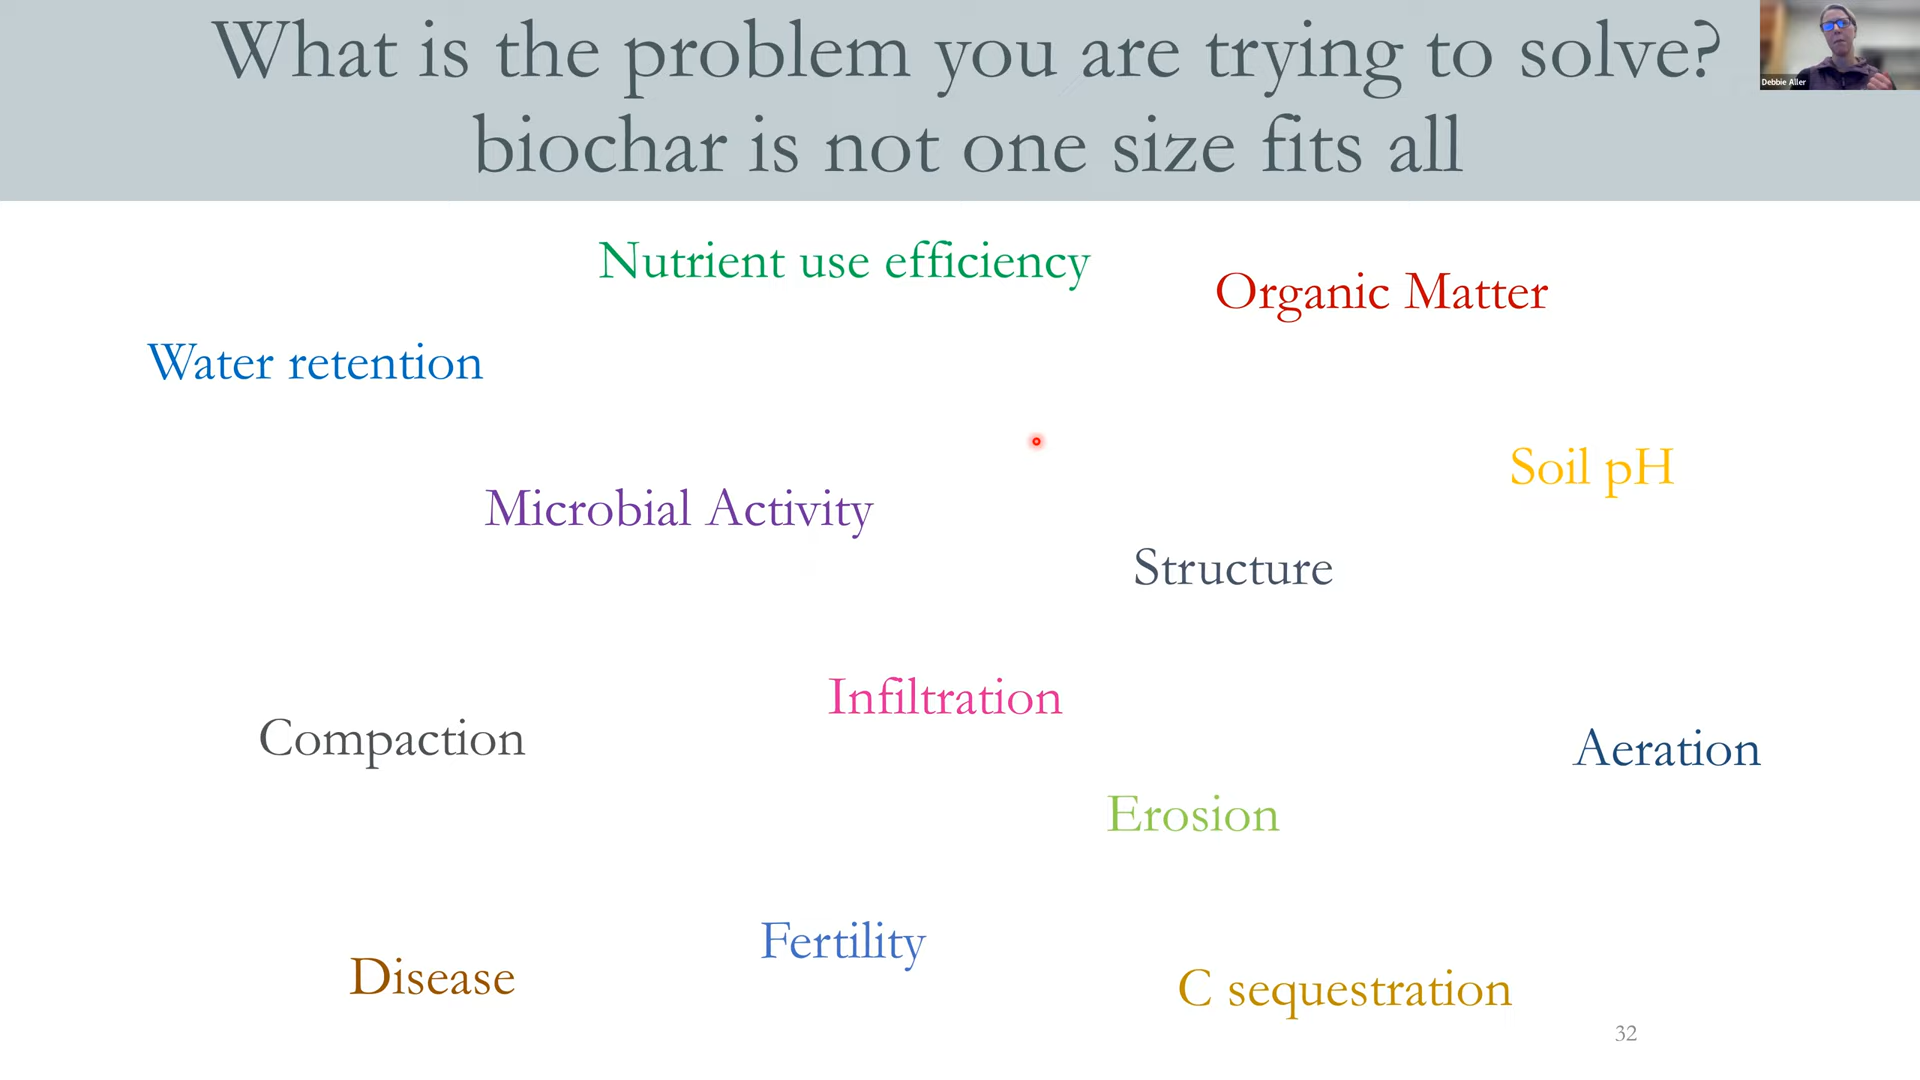 What is the problem you are trying to solve?
biochar is not one size fits all
Debbie Aller
Nutrient use efficiency
Organic Matter
Water retention
Soil pH
Microbial Activity
Structure
Infiltration
Compaction
Aeration
Erosion
Fertility
Disease
C sequestration
32